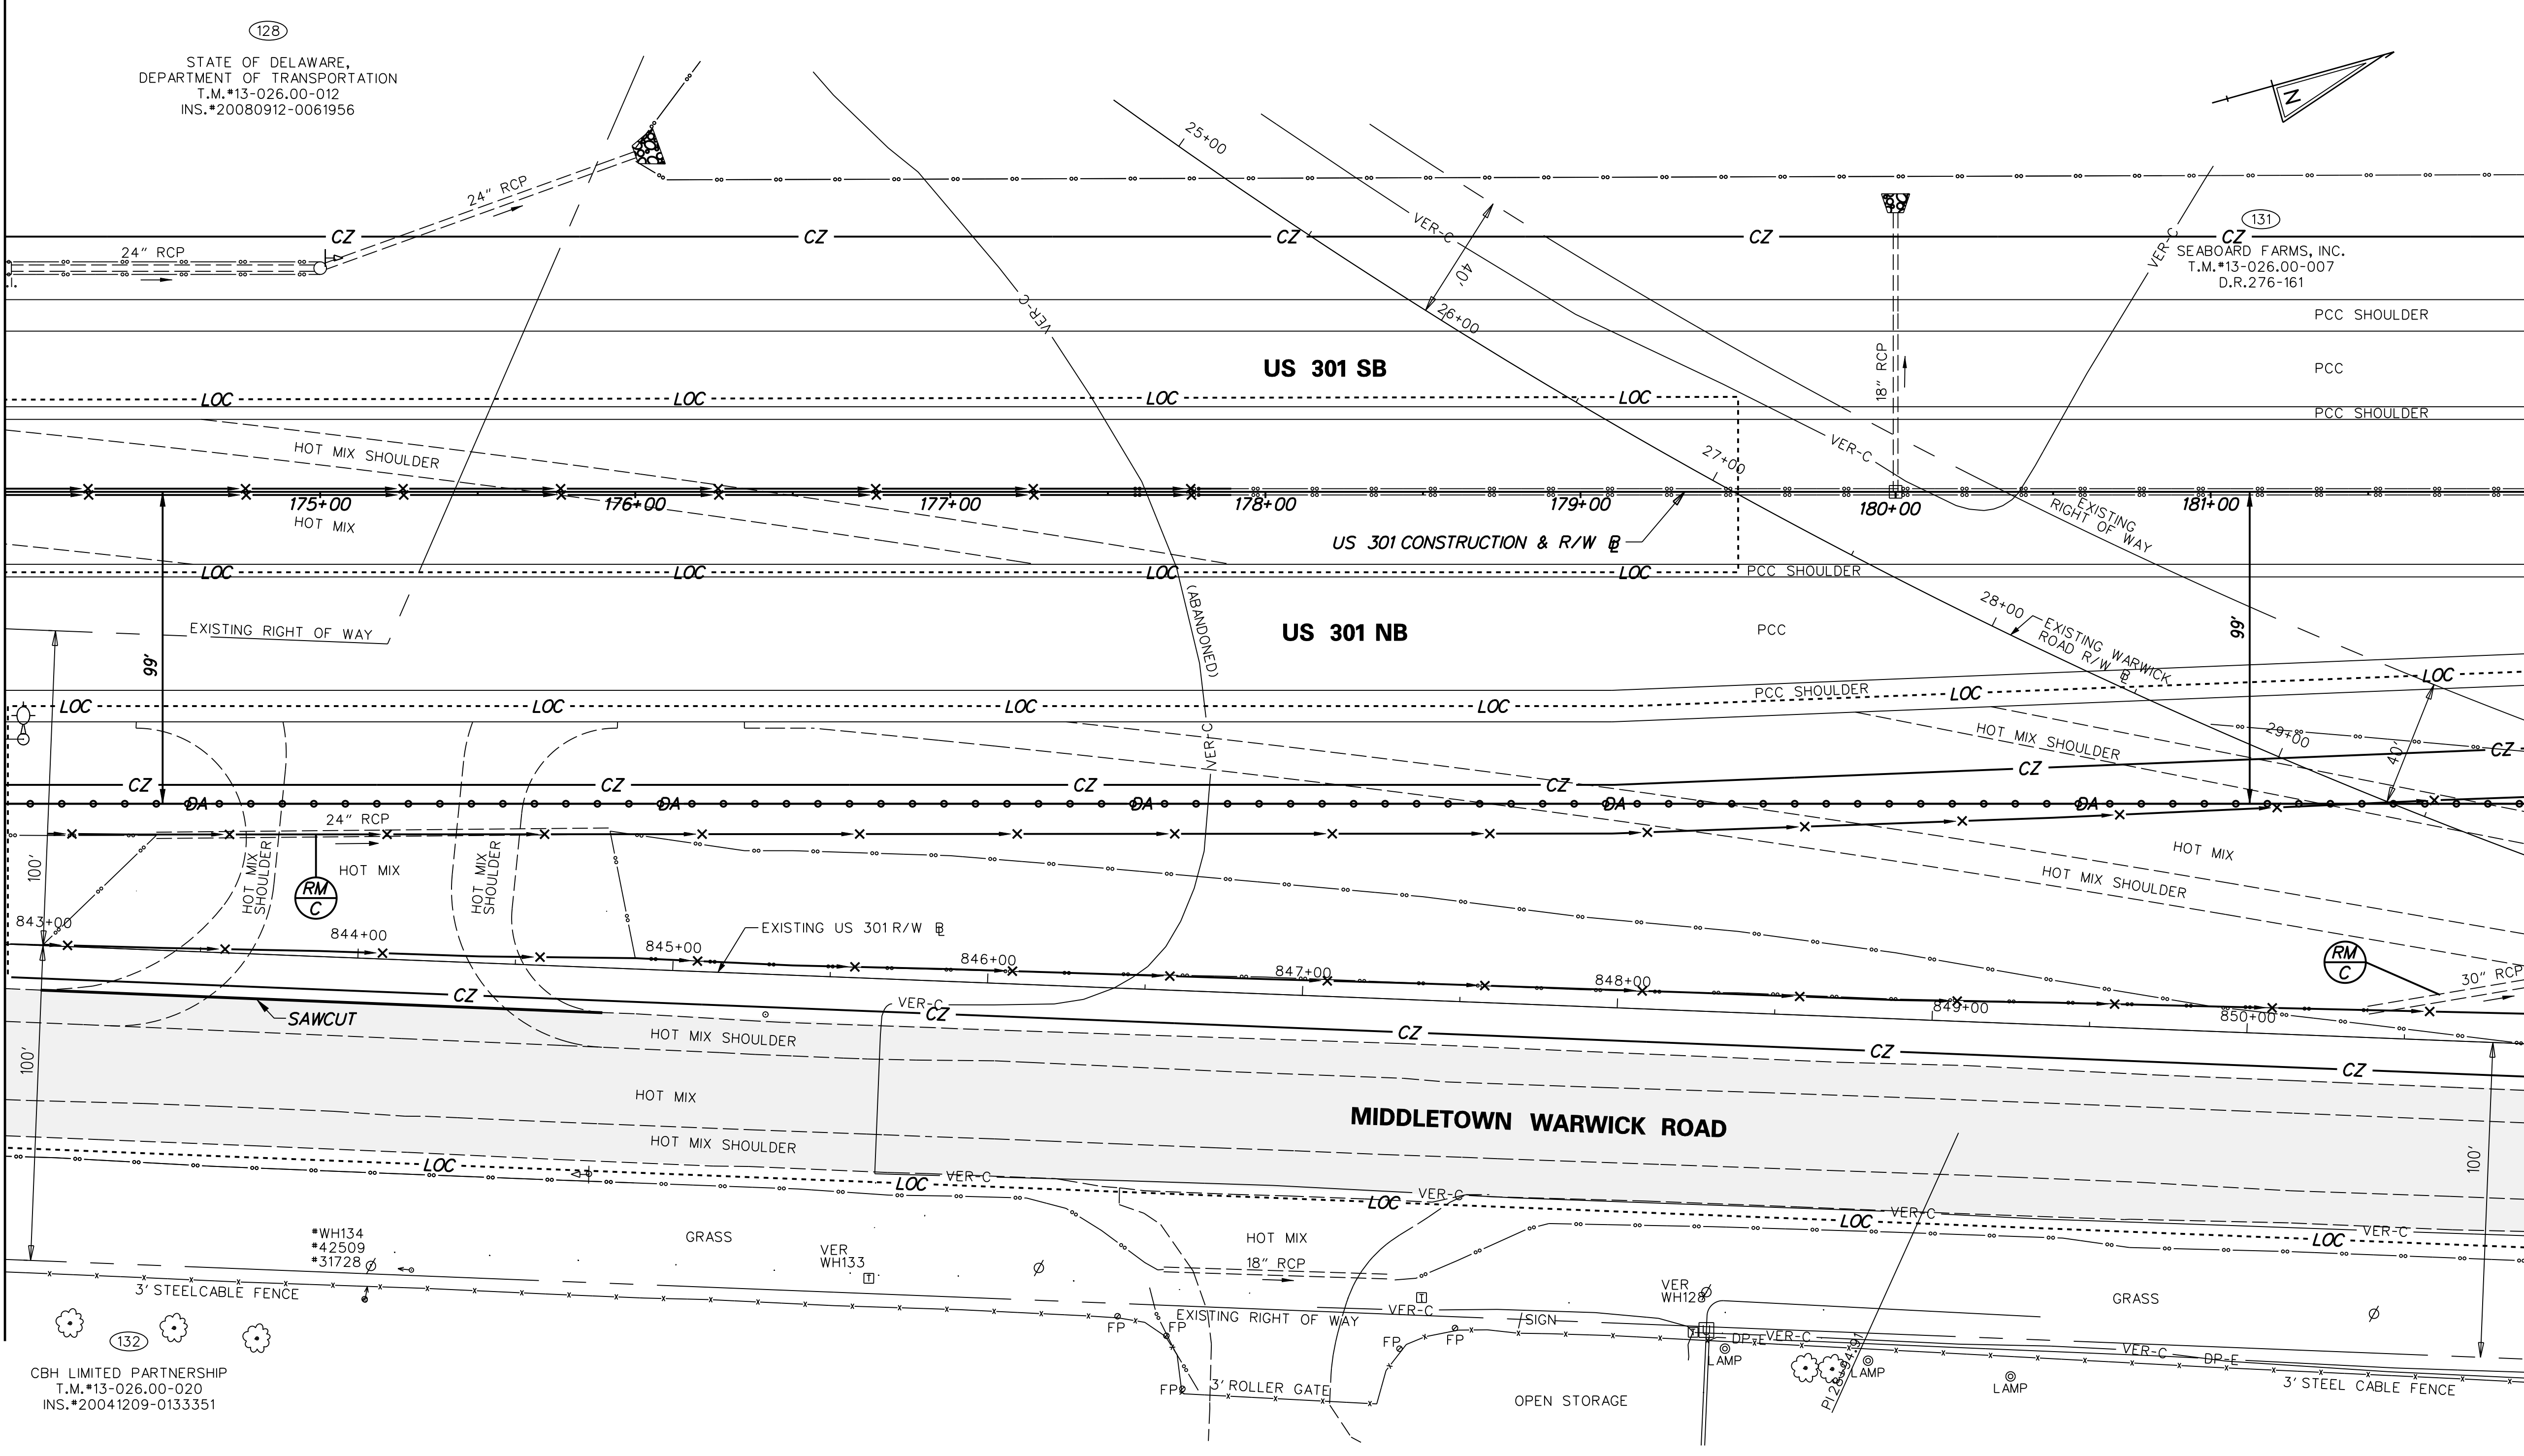 128
STATE OF DELAWARE,
DEPARTMENT OF TRANSPORTATION
T.M.#13-026.00-012
INS.#20080912-0061956
N
25+00
24" RCP
24" RCP
CZ
CZ
CZ
CZ
CZ
VER-C
40'
26+00
VER-C
VER-C
131
SEABOARD FARMS, INC.
T.M.#13-026.00-007
D.R.276-161
PCC SHOULDER
US 301 SB
18" RCP
PCC
LOC
LOC
LOC
LOC
PCC SHOULDER
HOT MIX SHOULDER
VER-C
27+00
175+00
176+00
177+00
178+00
179+00
180+00
181+00
HOT MIX
EXISTING
RIGHT OF WAY
US 301 CONSTRUCTION & R/W BL
LOC
LOC
LOC
LOC
PCC SHOULDER
(ABANDONED)
28+00
EXISTING WARWICK
ROAD R/W BL
EXISTING RIGHT OF WAY
US 301 NB
PCC
99'
99'
LOC
LOC
LOC
LOC
PCC SHOULDER
LOC
LOC
VER-C
HOT MIX SHOULDER
29+00
40'
CZ
CZ
CZ
CZ
CZ
CZ
DA
DA
DA
DA
DA
24" RCP
HOT MIX
HOT MIX
SHOULDER
HOT MIX
SHOULDER
HOT MIX
HOT MIX SHOULDER
100'
RM
C
843+00
844+00
845+00
846+00
847+00
848+00
849+00
850+00
EXISTING US 301 R/W BL
RM
C
30" RCP
CZ
SAWCUT
VER-C
CZ
CZ
CZ
CZ
HOT MIX SHOULDER
100'
HOT MIX
MIDDLETOWN WARWICK ROAD
HOT MIX SHOULDER
100'
LOC
VER-C
LOC
VER-C
LOC
VER-C
LOC
VER-C
LOC
#WH134
#42509
#31728
GRASS
VER
WH133
HOT MIX
18" RCP
VER
WH128
GRASS
3' STEELCABLE FENCE
EXISTING RIGHT OF WAY
VER-C
SIGN
FP
FP
FP
FP
FP
DP-E
VER-C
VER-C
DP-E
LAMP
LAMP
LAMP
PI 28+94.91
3' ROLLER GATE
OPEN STORAGE
3' STEEL CABLE FENCE
132
CBH LIMITED PARTNERSHIP
T.M.#13-026.00-020
INS.#20041209-0133351